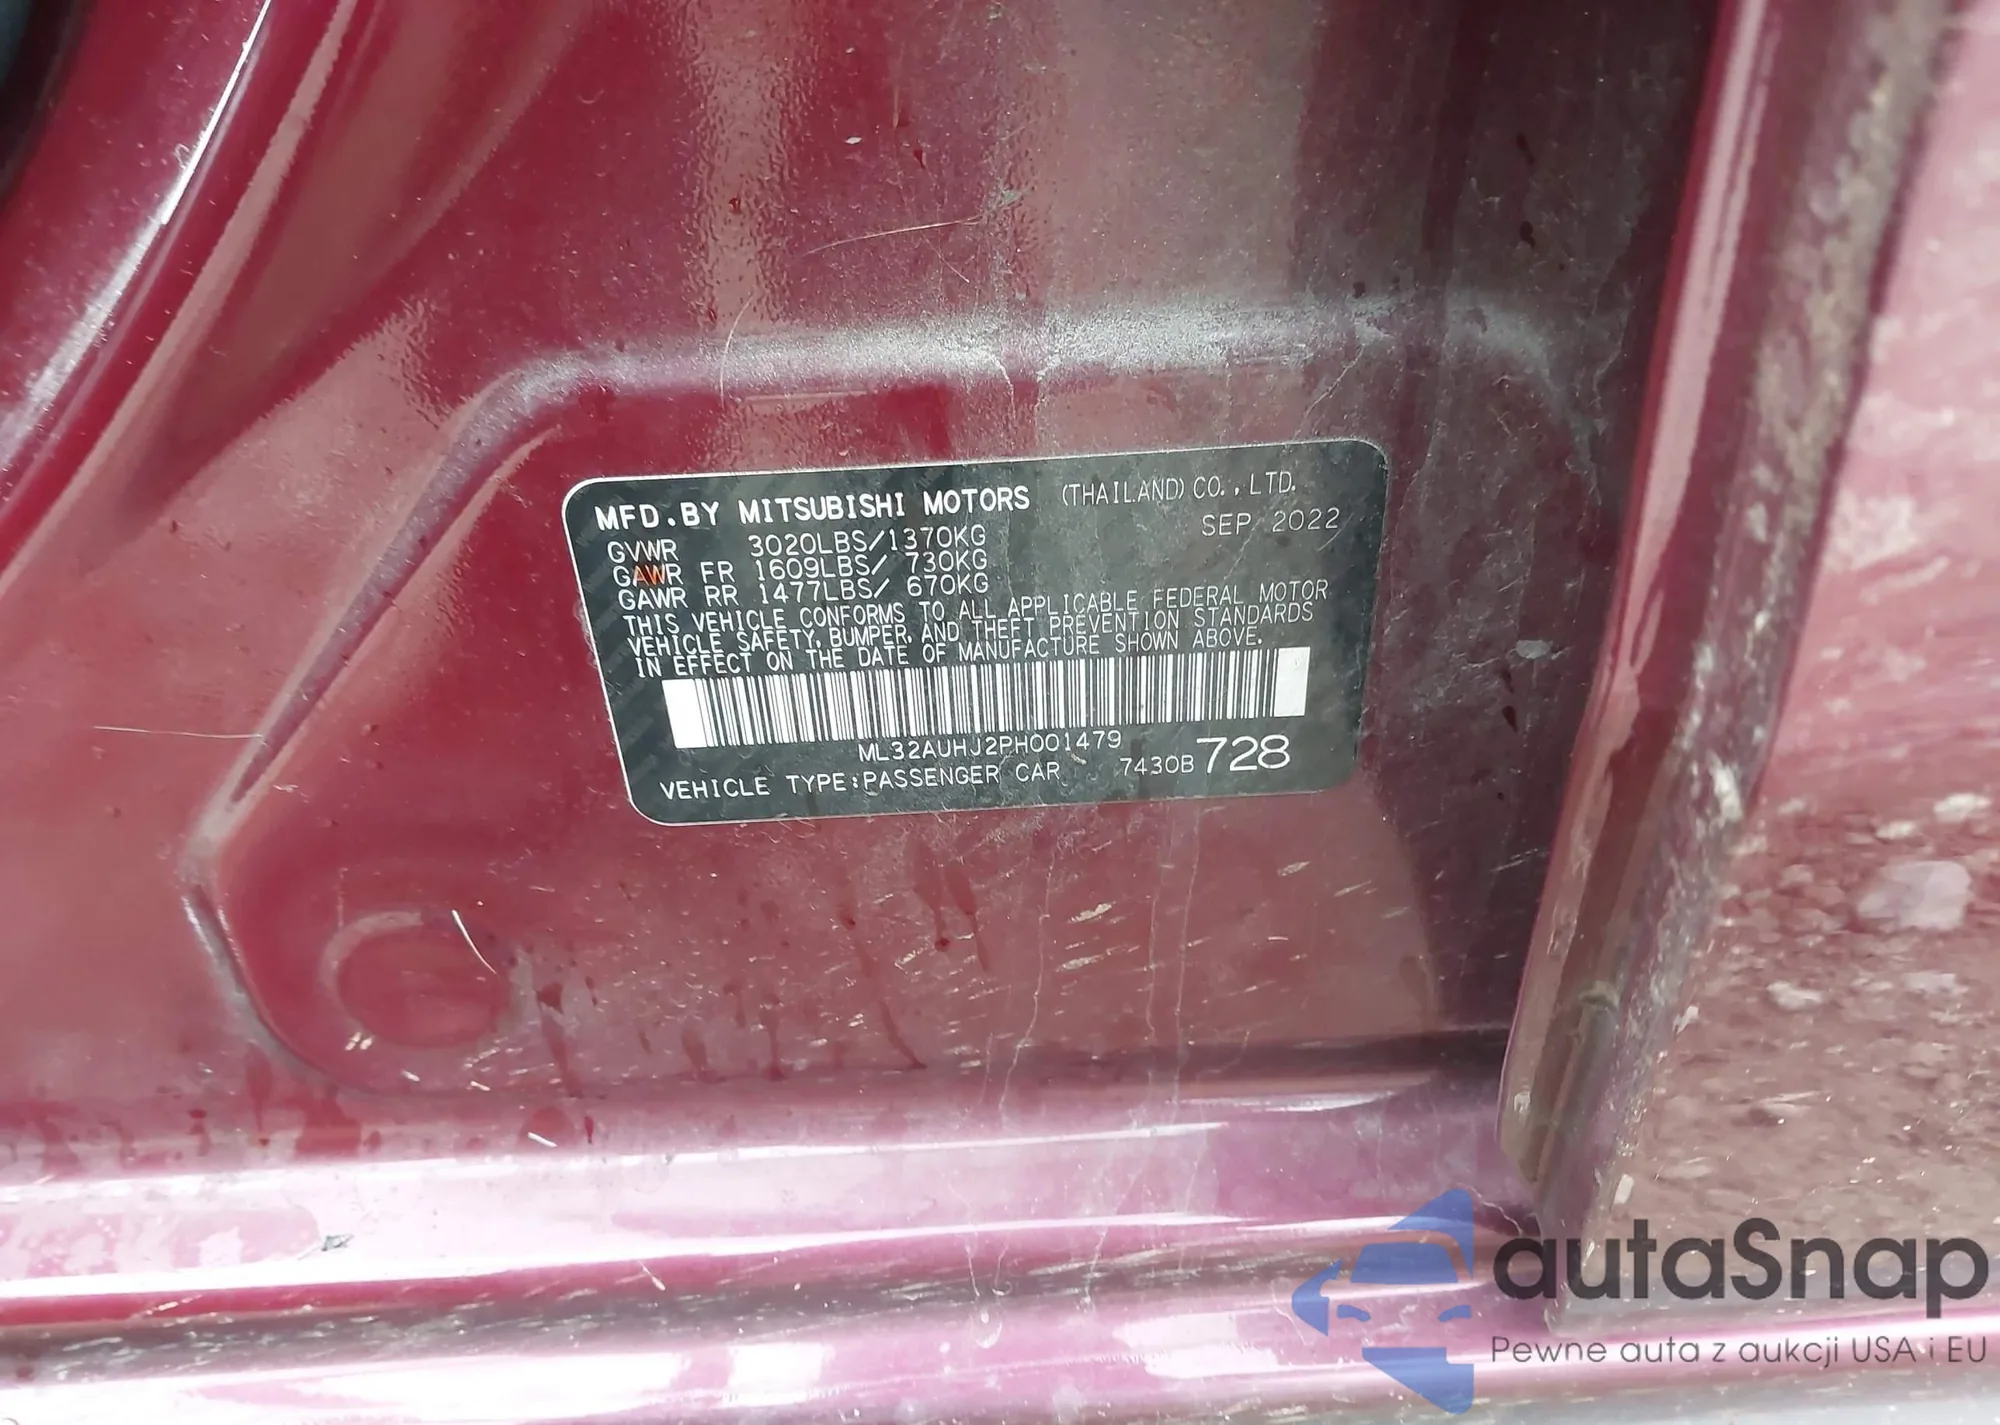 MFD.BY MITSUBISHI MOTORS (THAILAND) CO.,LTD.
SEP 2022
GVWR 3020LBS/1370KG
GAWR FR 1609LBS/ 730KG
GAWR RR 1477LBS/ 670KG
THIS VEHICLE CONFORMS TO ALL APPLICABLE FEDERAL MOTOR
VEHICLE SAFETY, BUMPER, AND THEFT PREVENTION STANDARDS
IN EFFECT ON THE DATE OF MANUFACTURE SHOWN ABOVE.
ML32AUHJ2PH001479
VEHICLE TYPE:PASSENGER CAR 7430B 728
autaSnap
Pewne auta z aukcji USA i EU